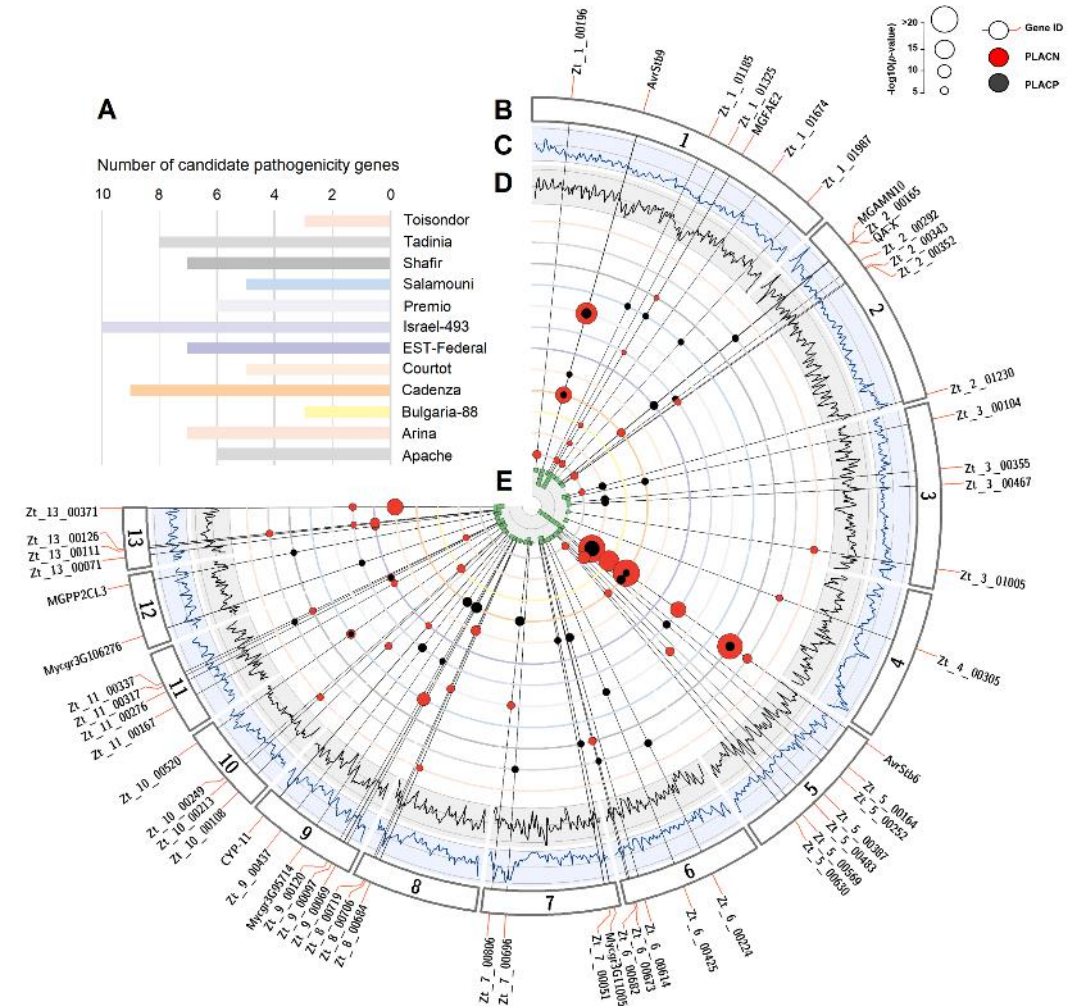 >20
15
10
5
-log10(p-value)
Gene ID
PLACN
PLACP
A
B
C
D
E
Number of candidate pathogenicity genes
10 8 6 4 2 0
Toisondor
Tadinia
Shafir
Salamouni
Premio
Israel-493
EST-Federal
Courtot
Cadenza
Bulgaria-88
Arina
Apache
1
2
3
4
5
6
7
8
9
10
11
12
13
Zt_1_00196
AvrStb9
Zt_1_01185
Zt_1_01325
MGFAE2
Zt_1_01674
Zt_1_01987
MGAMN10
Zt_2_00165
QA-X
Zt_2_00292
Zt_2_00343
Zt_2_00352
Zt_2_01230
Zt_3_00104
Zt_3_00355
Zt_3_00467
Zt_3_01005
Zt_4_00305
AvrStb6
Zt_5_00164
Zt_5_00252
Zt_5_00387
Zt_5_00483
Zt_5_00569
Zt_5_00630
Zt_6_00224
Zt_6_00425
Zt_6_00614
Zt_6_00673
Zt_6_00682
Zt_7_00051
Zt_7_00696
Zt_7_00806
Zt_8_00684
Zt_8_00706
Zt_8_00719
Zt_9_00069
Zt_9_00097
Zt_9_00120
Mycgr3G95714
Zt_9_00437
CYP-11
Zt_10_00108
Zt_10_00213
Zt_10_00249
Zt_10_00520
Zt_11_00167
Zt_11_00276
Zt_11_00317
Zt_11_00337
Mycgr3G106276
MGPP2CL3
Zt_13_00071
Zt_13_00111
Zt_13_00126
Zt_13_00371